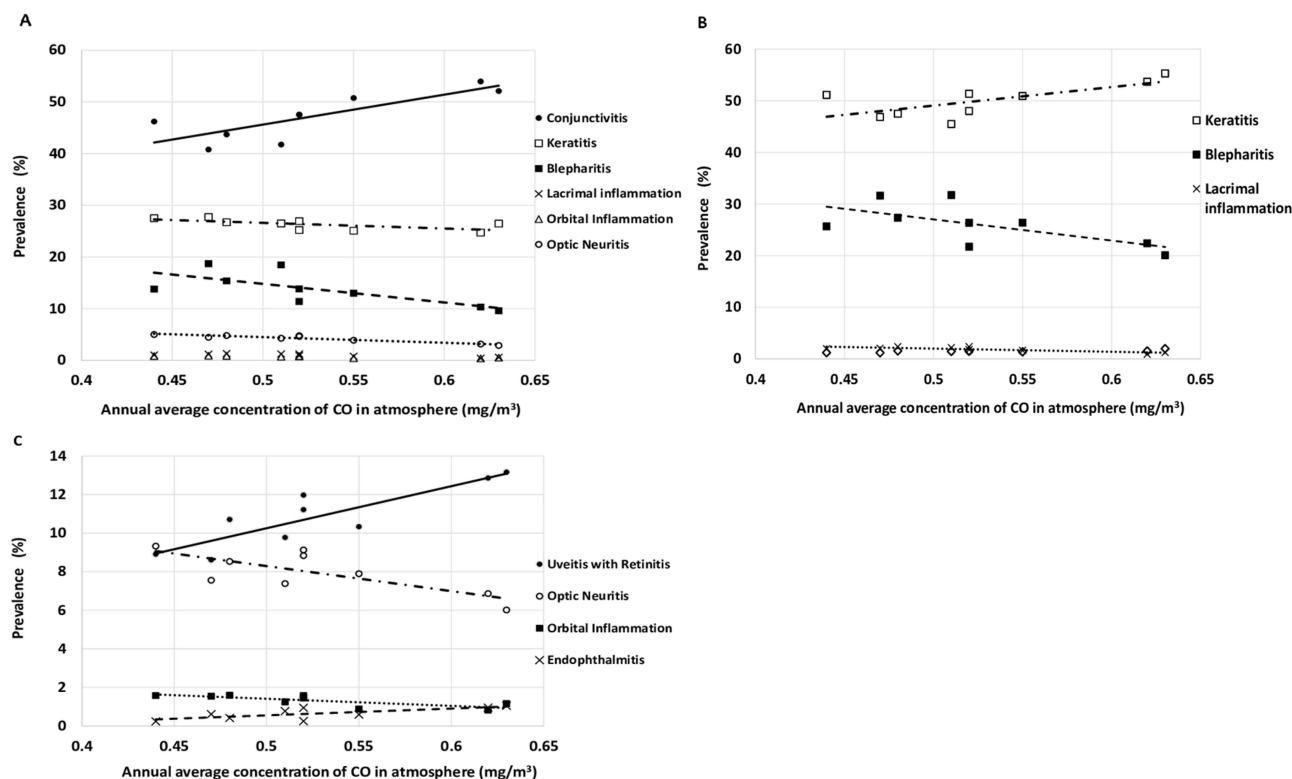 A
Prevalence (%)
60
50
40
30
20
10
0
0.4
0.45
0.5
0.55
0.6
0.65
Annual average concentration of CO in atmosphere (mg/m³)
Conjunctivitis
Keratitis
Blepharitis
Lacrimal inflammation
Orbital Inflammation
Optic Neuritis
B
Prevalence (%)
60
50
40
30
20
10
0
0.4
0.45
0.5
0.55
0.6
0.65
Annual average concentration of CO in atmosphere (mg/m³)
Keratitis
Blepharitis
Lacrimal
inflammation
C
Prevalence (%)
14
12
10
8
6
4
2
0
0.4
0.45
0.5
0.55
0.6
0.65
Annual average concentration of CO in atmosphere (mg/m³)
Uveitis with Retinitis
Optic Neuritis
Orbital Inflammation
Endophthalmitis